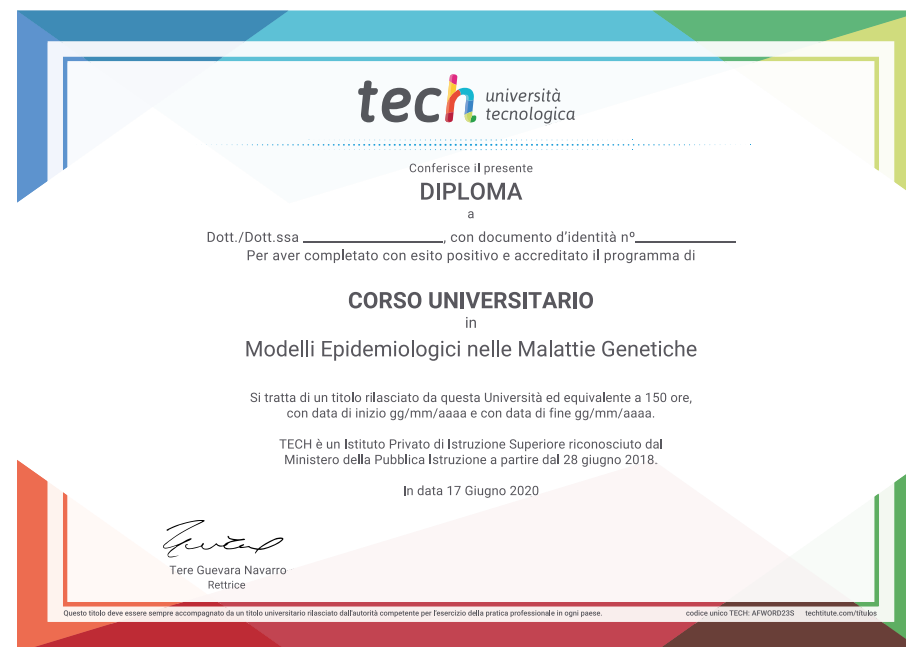 tech università
tecnologica
Conferisce il presente
DIPLOMA
a
Dott./Dott.ssa ____________________, con documento d'identità nº______________
Per aver completato con esito positivo e accreditato il programma di
CORSO UNIVERSITARIO
in
Modelli Epidemiologici nelle Malattie Genetiche
Si tratta di un titolo rilasciato da questa Università ed equivalente a 150 ore,
con data di inizio gg/mm/aaaa e con data di fine gg/mm/aaaa.
TECH è un Istituto Privato di Istruzione Superiore riconosciuto dal
Ministero della Pubblica Istruzione a partire dal 28 giugno 2018.
In data 17 Giugno 2020
Tere Guevara Navarro
Rettrice
Questo titolo deve essere sempre accompagnato da un titolo universitario rilasciato dall'autorità competente per l'esercizio della pratica professionale in ogni paese. codice unico TECH: AFWORD23S techtitute.com/títulos